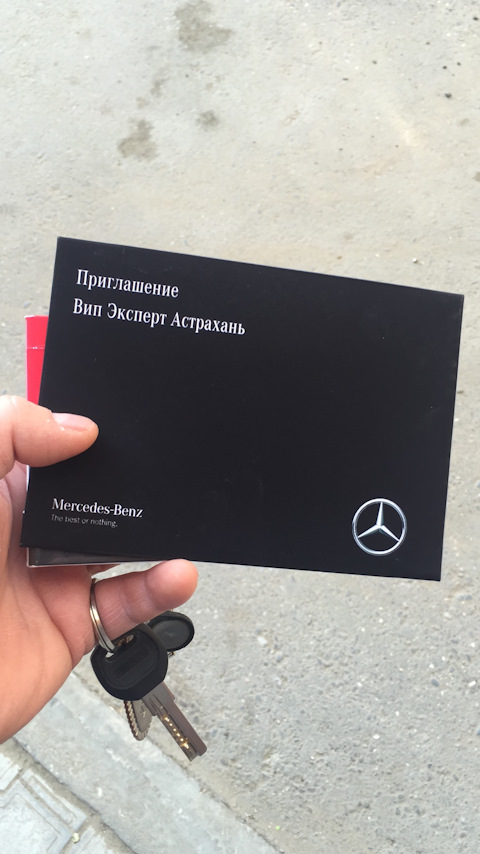 Приглашение
Вип Эксперт Астрахань
Mercedes-Benz
The best or nothing.